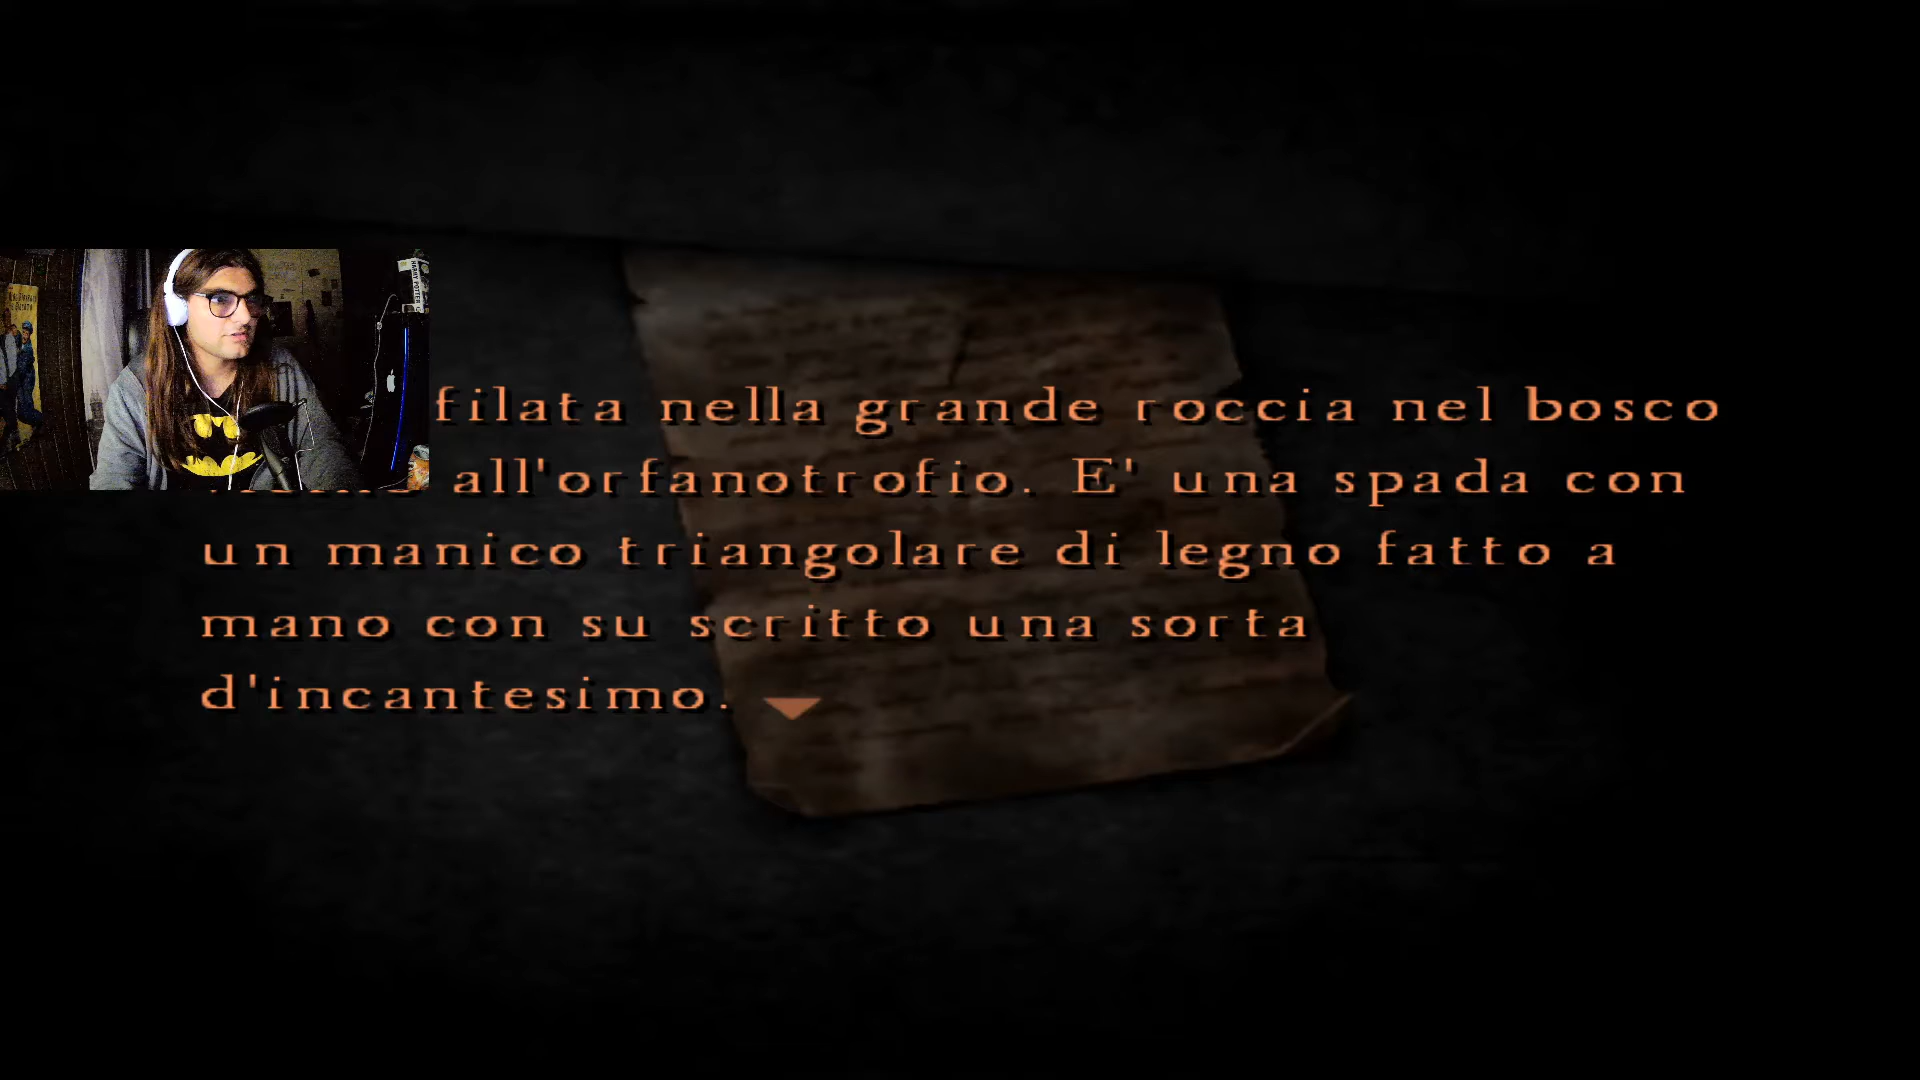 filata nella grande roccia nel bosco
all'orfanotrofio. E' una spada con
un manico triangolare di legno fatto a
mano con su scritto una sorta
d'incantesimo.